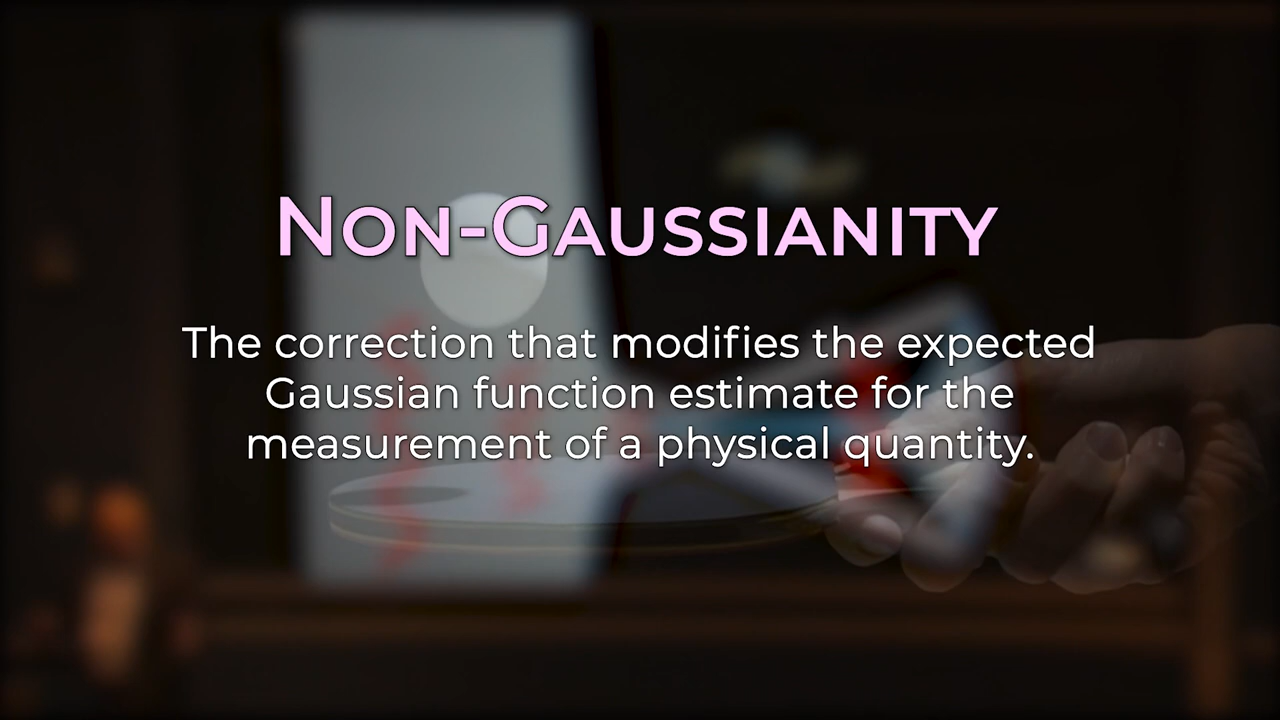 Non-Gaussianity
The correction that modifies the expected
Gaussian function estimate for the
measurement of a physical quantity.